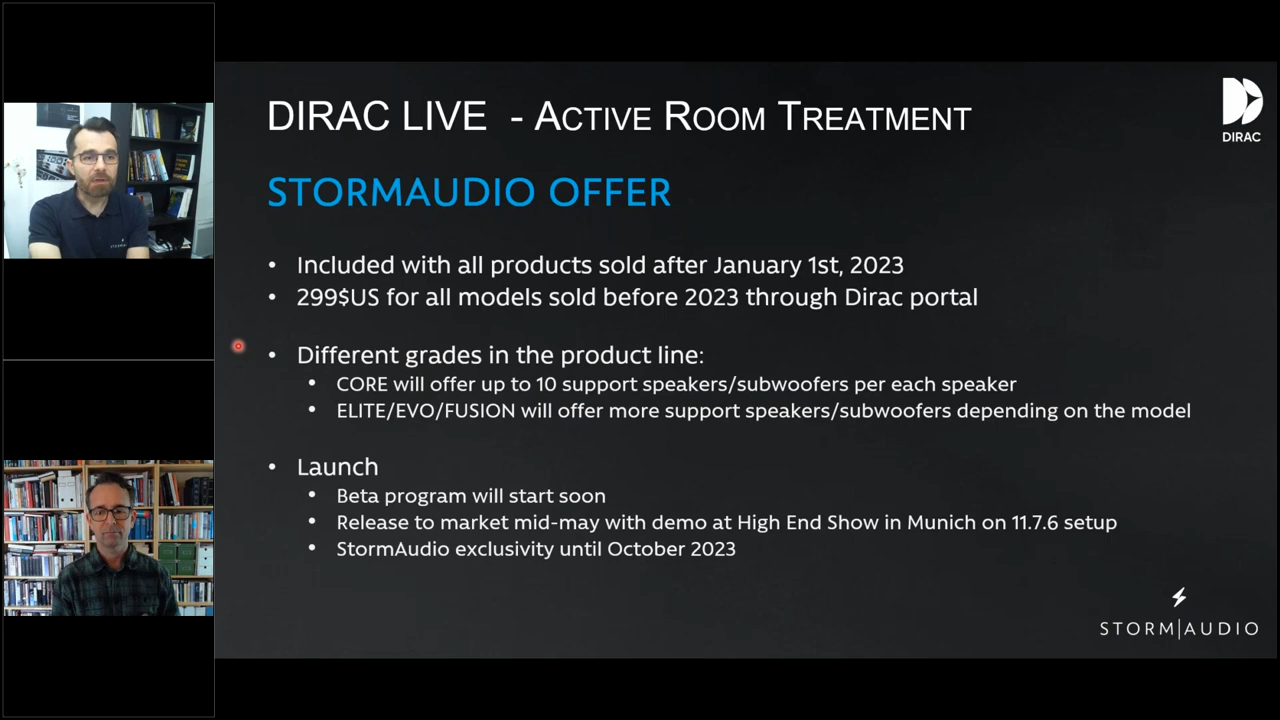 DIRAC LIVE - ACTIVE ROOM TREATMENT
DIRAC
STORMAUDIO OFFER
• Included with all products sold after January 1st, 2023
• 299$US for all models sold before 2023 through Dirac portal
• Different grades in the product line:
• CORE will offer up to 10 support speakers/subwoofers per each speaker
• ELITE/EVO/FUSION will offer more support speakers/subwoofers depending on the model
• Launch
• Beta program will start soon
• Release to market mid-may with demo at High End Show in Munich on 11.7.6 setup
• StormAudio exclusivity until October 2023
STORM|AUDIO